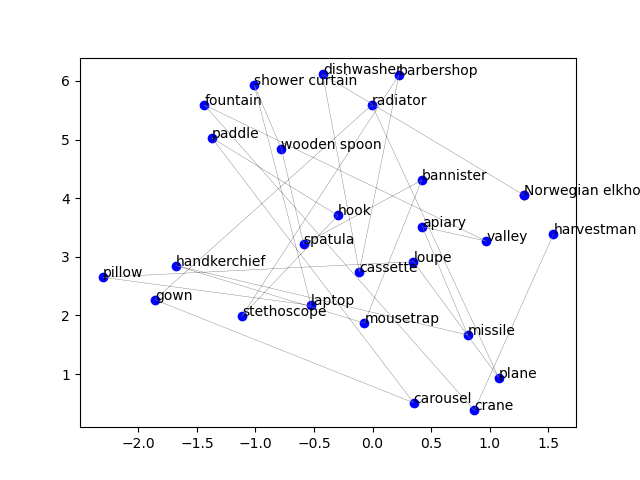 dishwasher
barbershop
shower curtain
fountain
radiator
paddle
wooden spoon
bannister
Norwegian elkho
hook
apiary
valley
harvestman
spatula
loupe
cassette
handkerchief
pillow
gown
laptop
stethoscope
mousetrap
missile
plane
carousel
crane
6
5
4
3
2
1
−2.0 −1.5 −1.0 −0.5 0.0 0.5 1.0 1.5